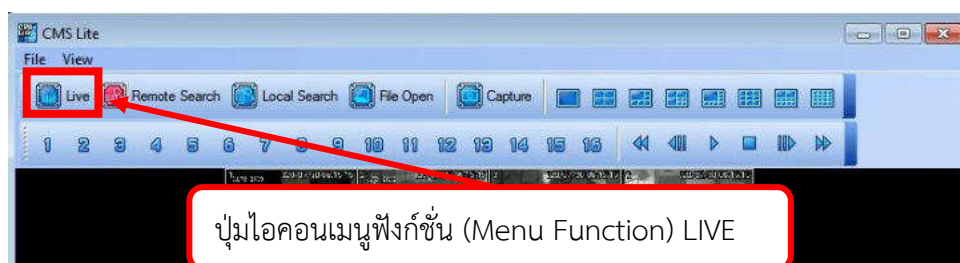 CMS Lite
File View
Live Remote Search Local Search File Open Capture
1 2 3 4 5 6 7 8 9 10 11 12 13 14 15 16
ปุ่มไอคอนเมนูฟังก์ชั่น (Menu Function) LIVE